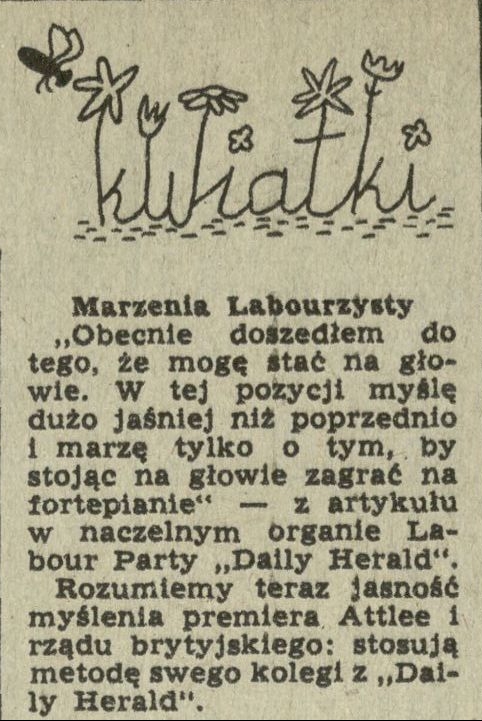 kwiatki
Marzenia Labourzysty
„Obecnie doszedłem do
tego, że mogę stać na gło-
wie. W tej pozycji myślę
dużo jaśniej niż poprzednio
i marzę tylko o tym, by
stojąc na głowie zagrać na
fortepianie“ — z artykułu
w naczelnym organie La-
bour Party „Daily Herald“.
Rozumiemy teraz jasność
myślenia premiera Attlee i
rządu brytyjskiego: stosują
metodę swego kolegi z „Dai-
ly Herald“.